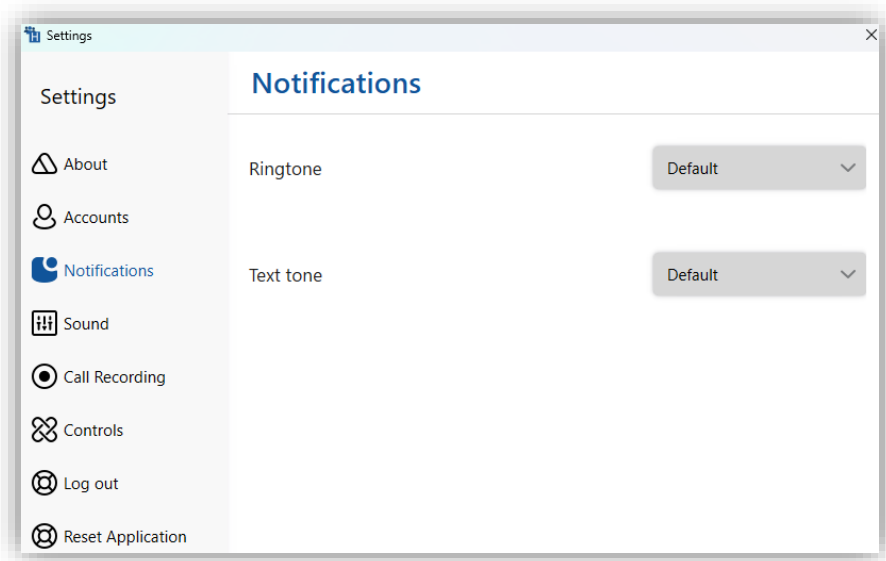 Settings
Settings
About
Accounts
Notifications
Sound
Call Recording
Controls
Log out
Reset Application
Notifications
Ringtone
Default
Text tone
Default